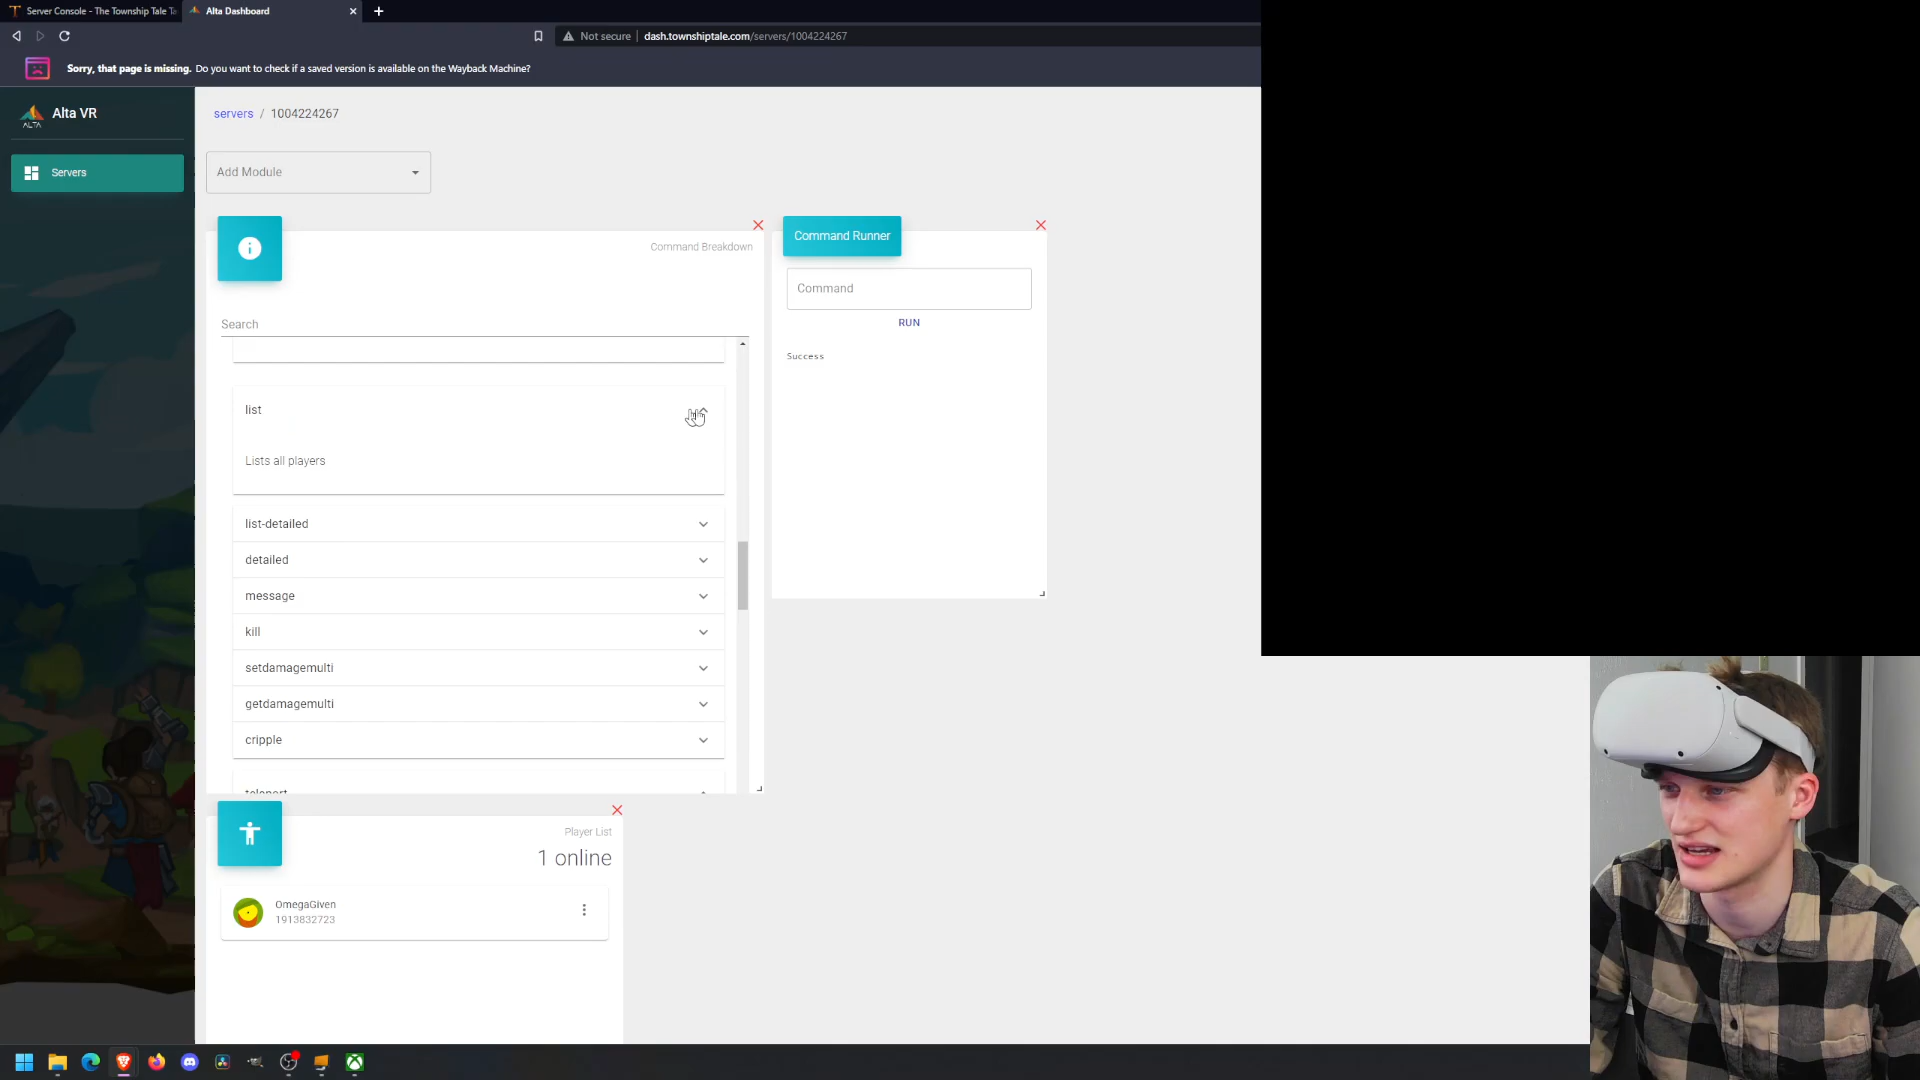 Server Console - The Township Tale T
Alta Dashboard
Not secure
dash.townshiptale.com/servers/1004224267
Sorry, that page is missing. Do you want to check if a saved version is available on the Wayback Machine?
ALTA
Alta VR
Servers
servers / 1004224267
Add Module
Command Breakdown
Search
list
Lists all players
list-detailed
detailed
message
kill
setdamagemulti
getdamagemulti
cripple
teleport
Command Runner
Command
RUN
Success
Player List
1 online
OmegaGiven
1913832723